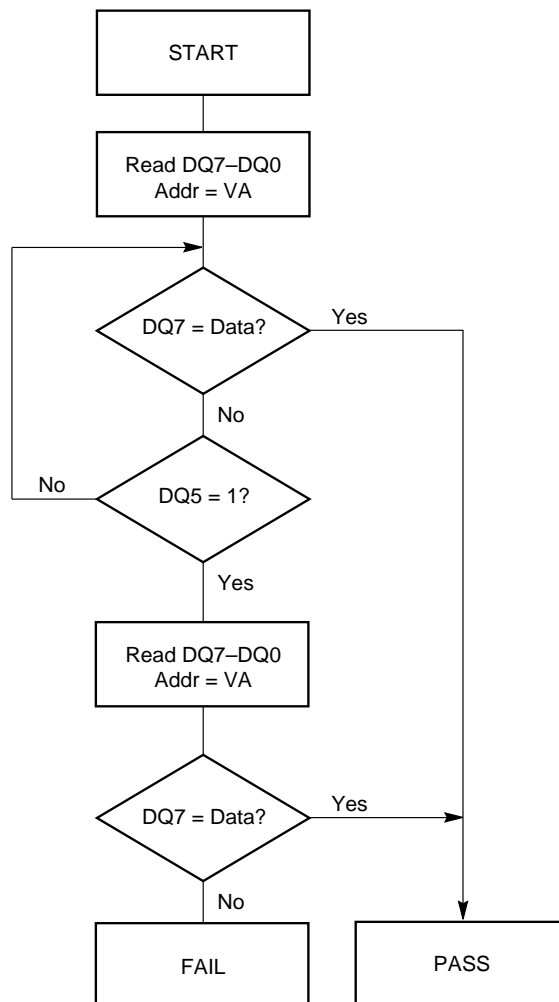 START
Read DQ7–DQ0
Addr = VA
DQ7 = Data?
Yes
No
No
DQ5 = 1?
Yes
Read DQ7–DQ0
Addr = VA
DQ7 = Data?
Yes
No
FAIL
PASS